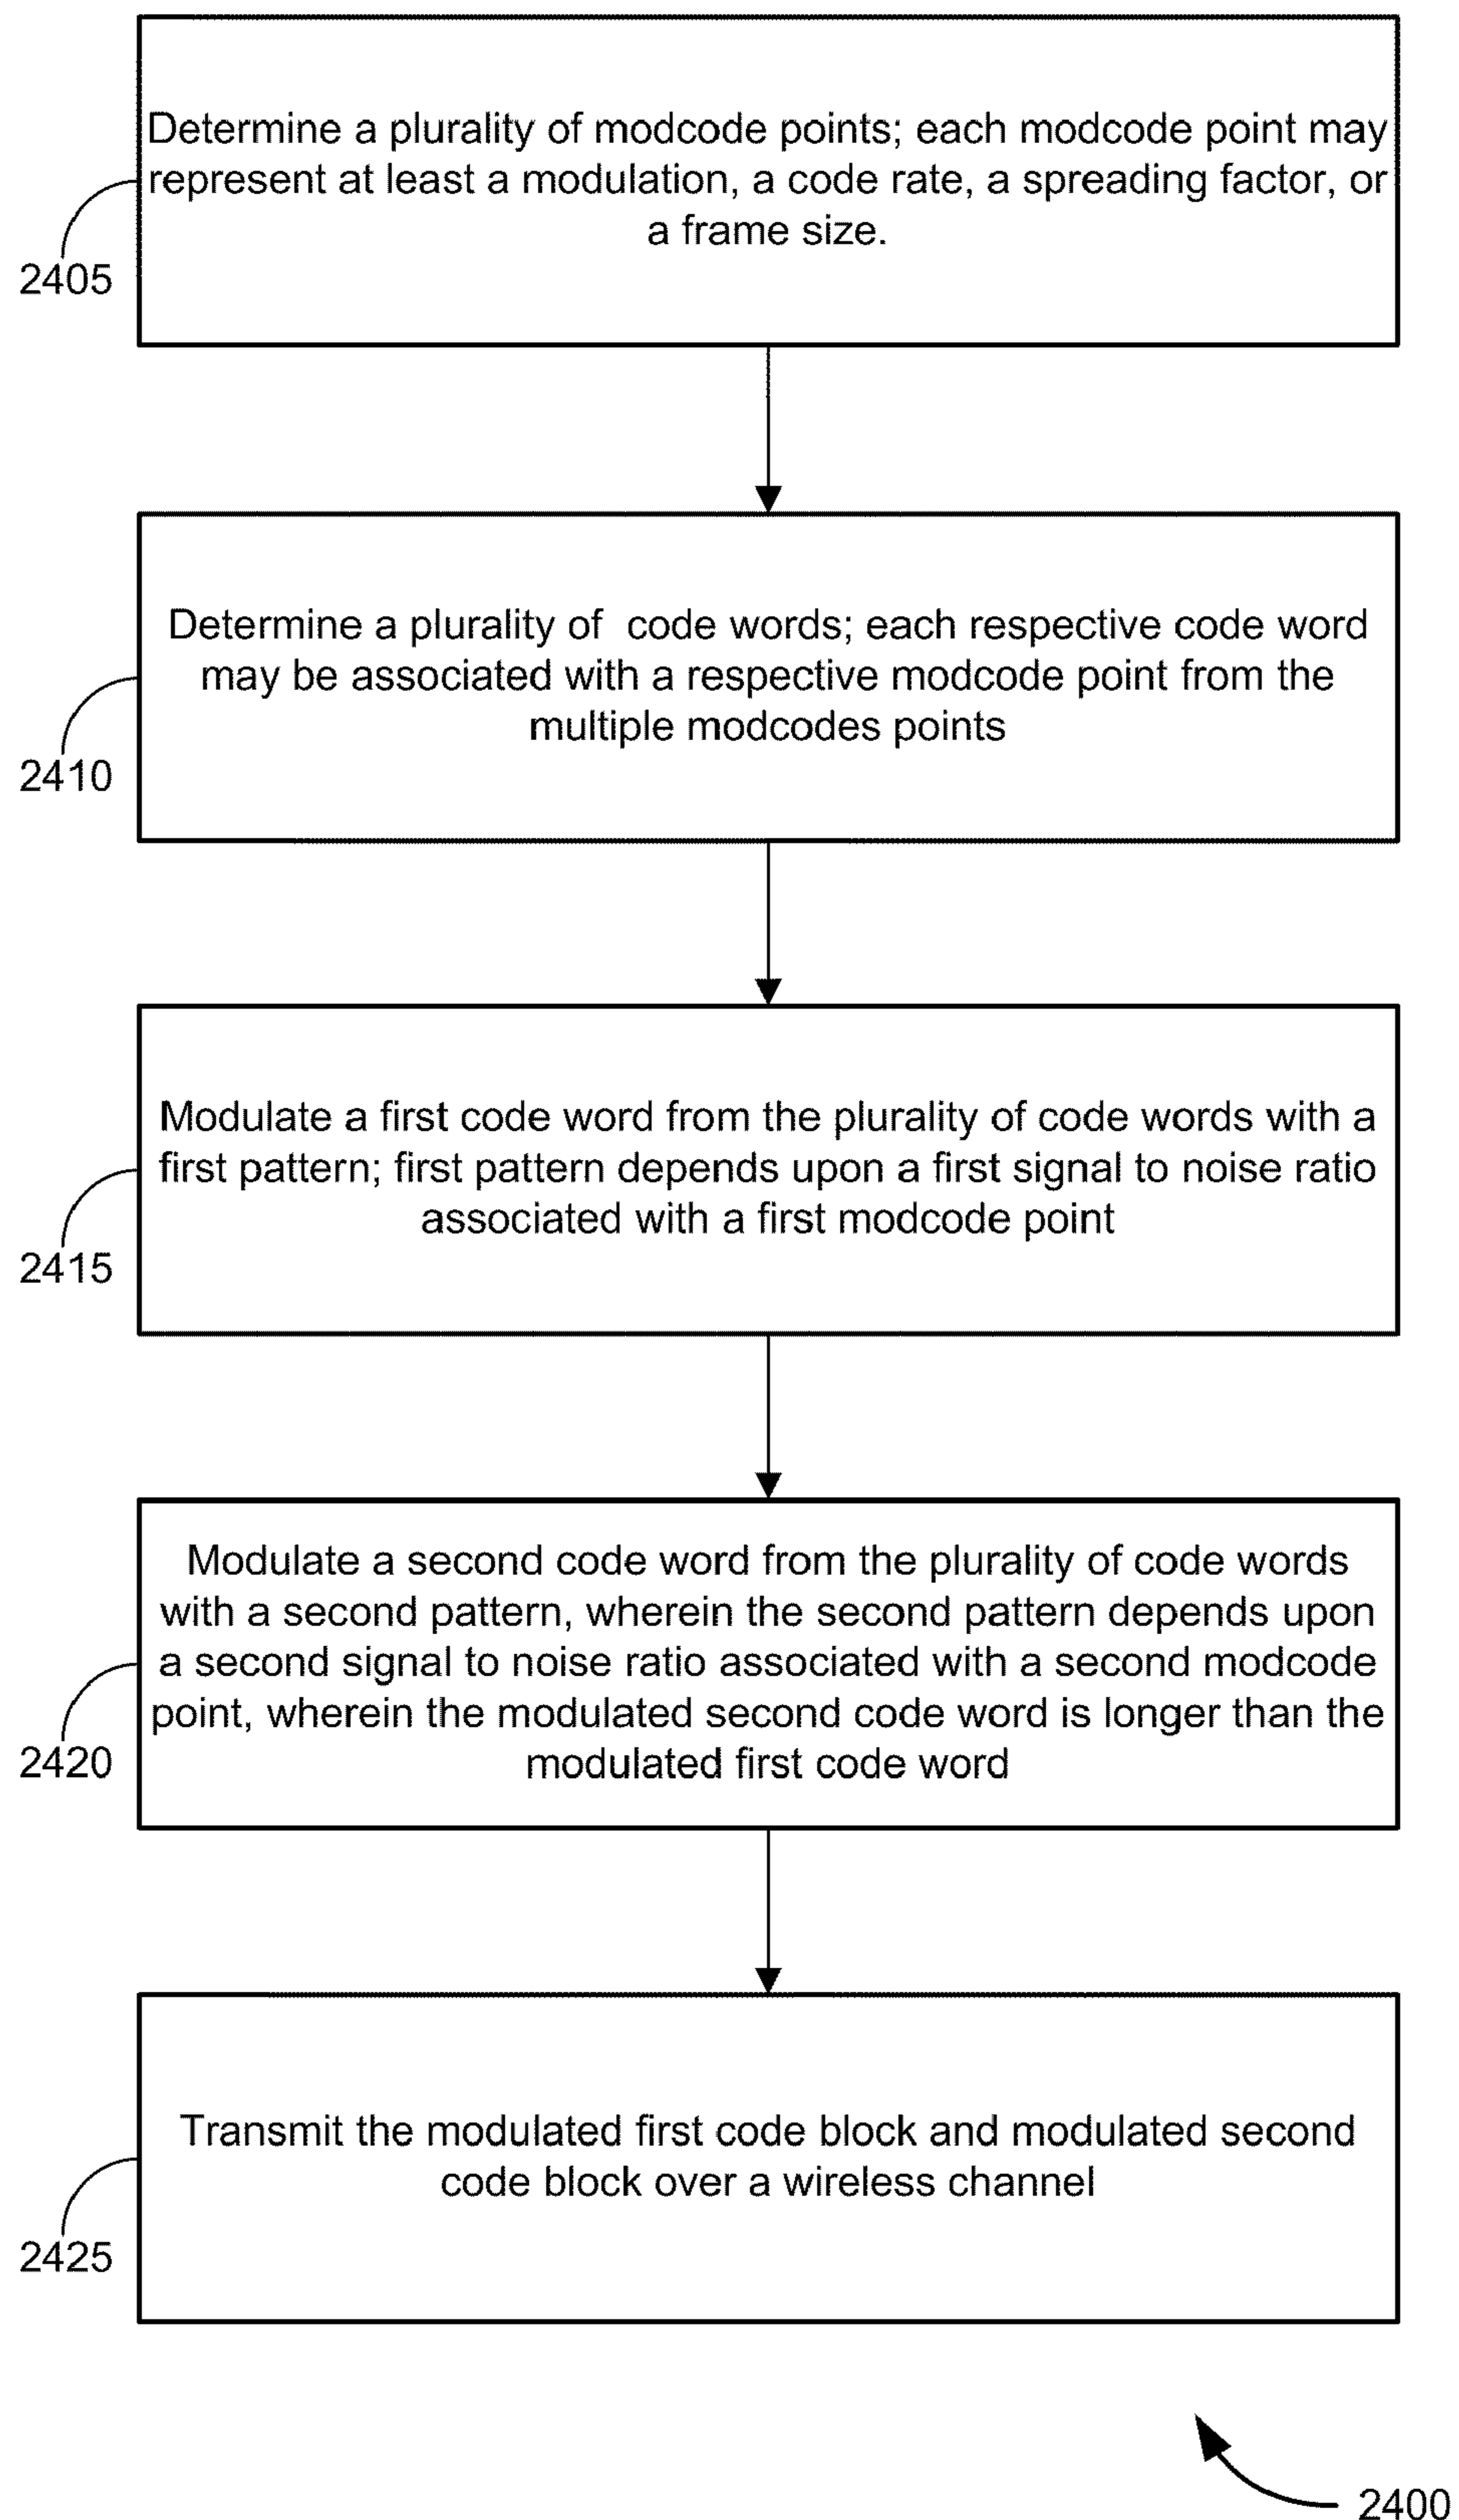 Determine a plurality of modcode points; each modcode point may
represent at least a modulation, a code rate, a spreading factor, or
a frame size.
2405
Determine a plurality of code words; each respective code word
may be associated with a respective modcode point from the
multiple modcodes points
2410
Modulate a first code word from the plurality of code words with a
first pattern; first pattern depends upon a first signal to noise ratio
associated with a first modcode point
2415
Modulate a second code word from the plurality of code words
with a second pattern, wherein the second pattern depends upon
a second signal to noise ratio associated with a second modcode
point, wherein the modulated second code word is longer than the
modulated first code word
2420
Transmit the modulated first code block and modulated second
code block over a wireless channel
2425
2400